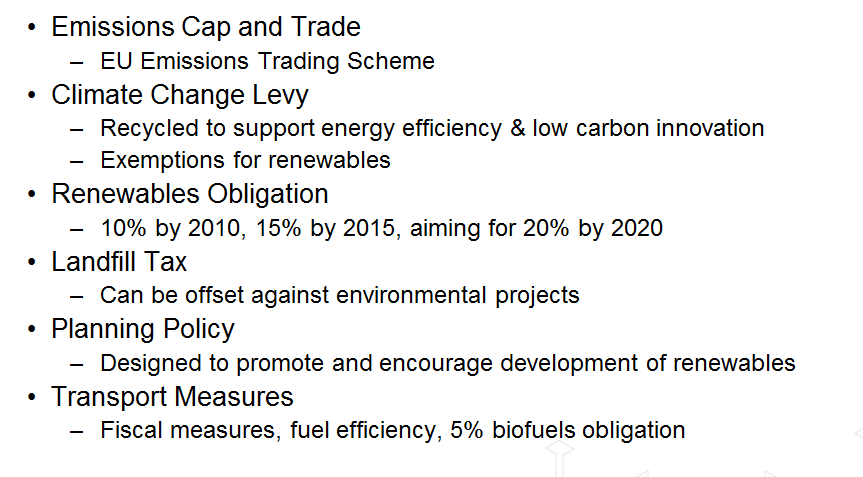 • Emissions Cap and Trade
– EU Emissions Trading Scheme
• Climate Change Levy
– Recycled to support energy efficiency & low carbon innovation
– Exemptions for renewables
• Renewables Obligation
– 10% by 2010, 15% by 2015, aiming for 20% by 2020
• Landfill Tax
– Can be offset against environmental projects
• Planning Policy
– Designed to promote and encourage development of renewables
• Transport Measures
– Fiscal measures, fuel efficiency, 5% biofuels obligation